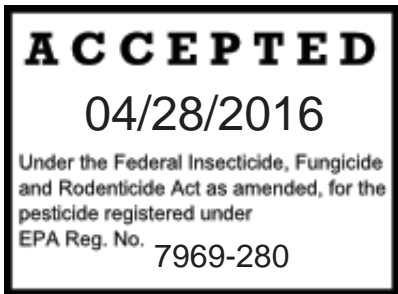 ACCEPTED
04/28/2016
Under the Federal Insecticide, Fungicide
and Rodenticide Act as amended, for the
pesticide registered under
EPA Reg. No. 7969-280